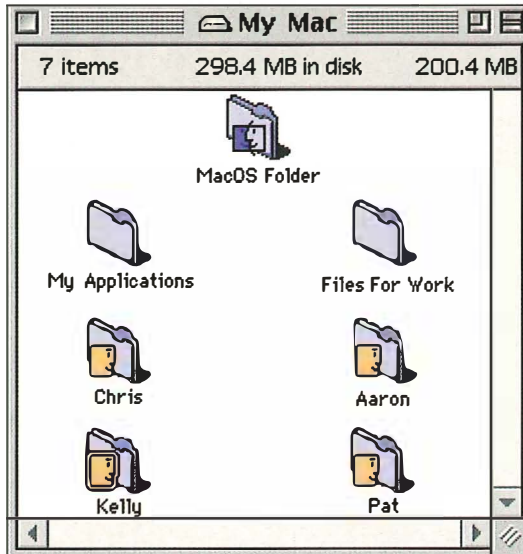 My Mac
7 items 298.4 MB in disk 200.4 MB
MacOS Folder
My Applications Files For Work
Chris Aaron
Kelly Pat